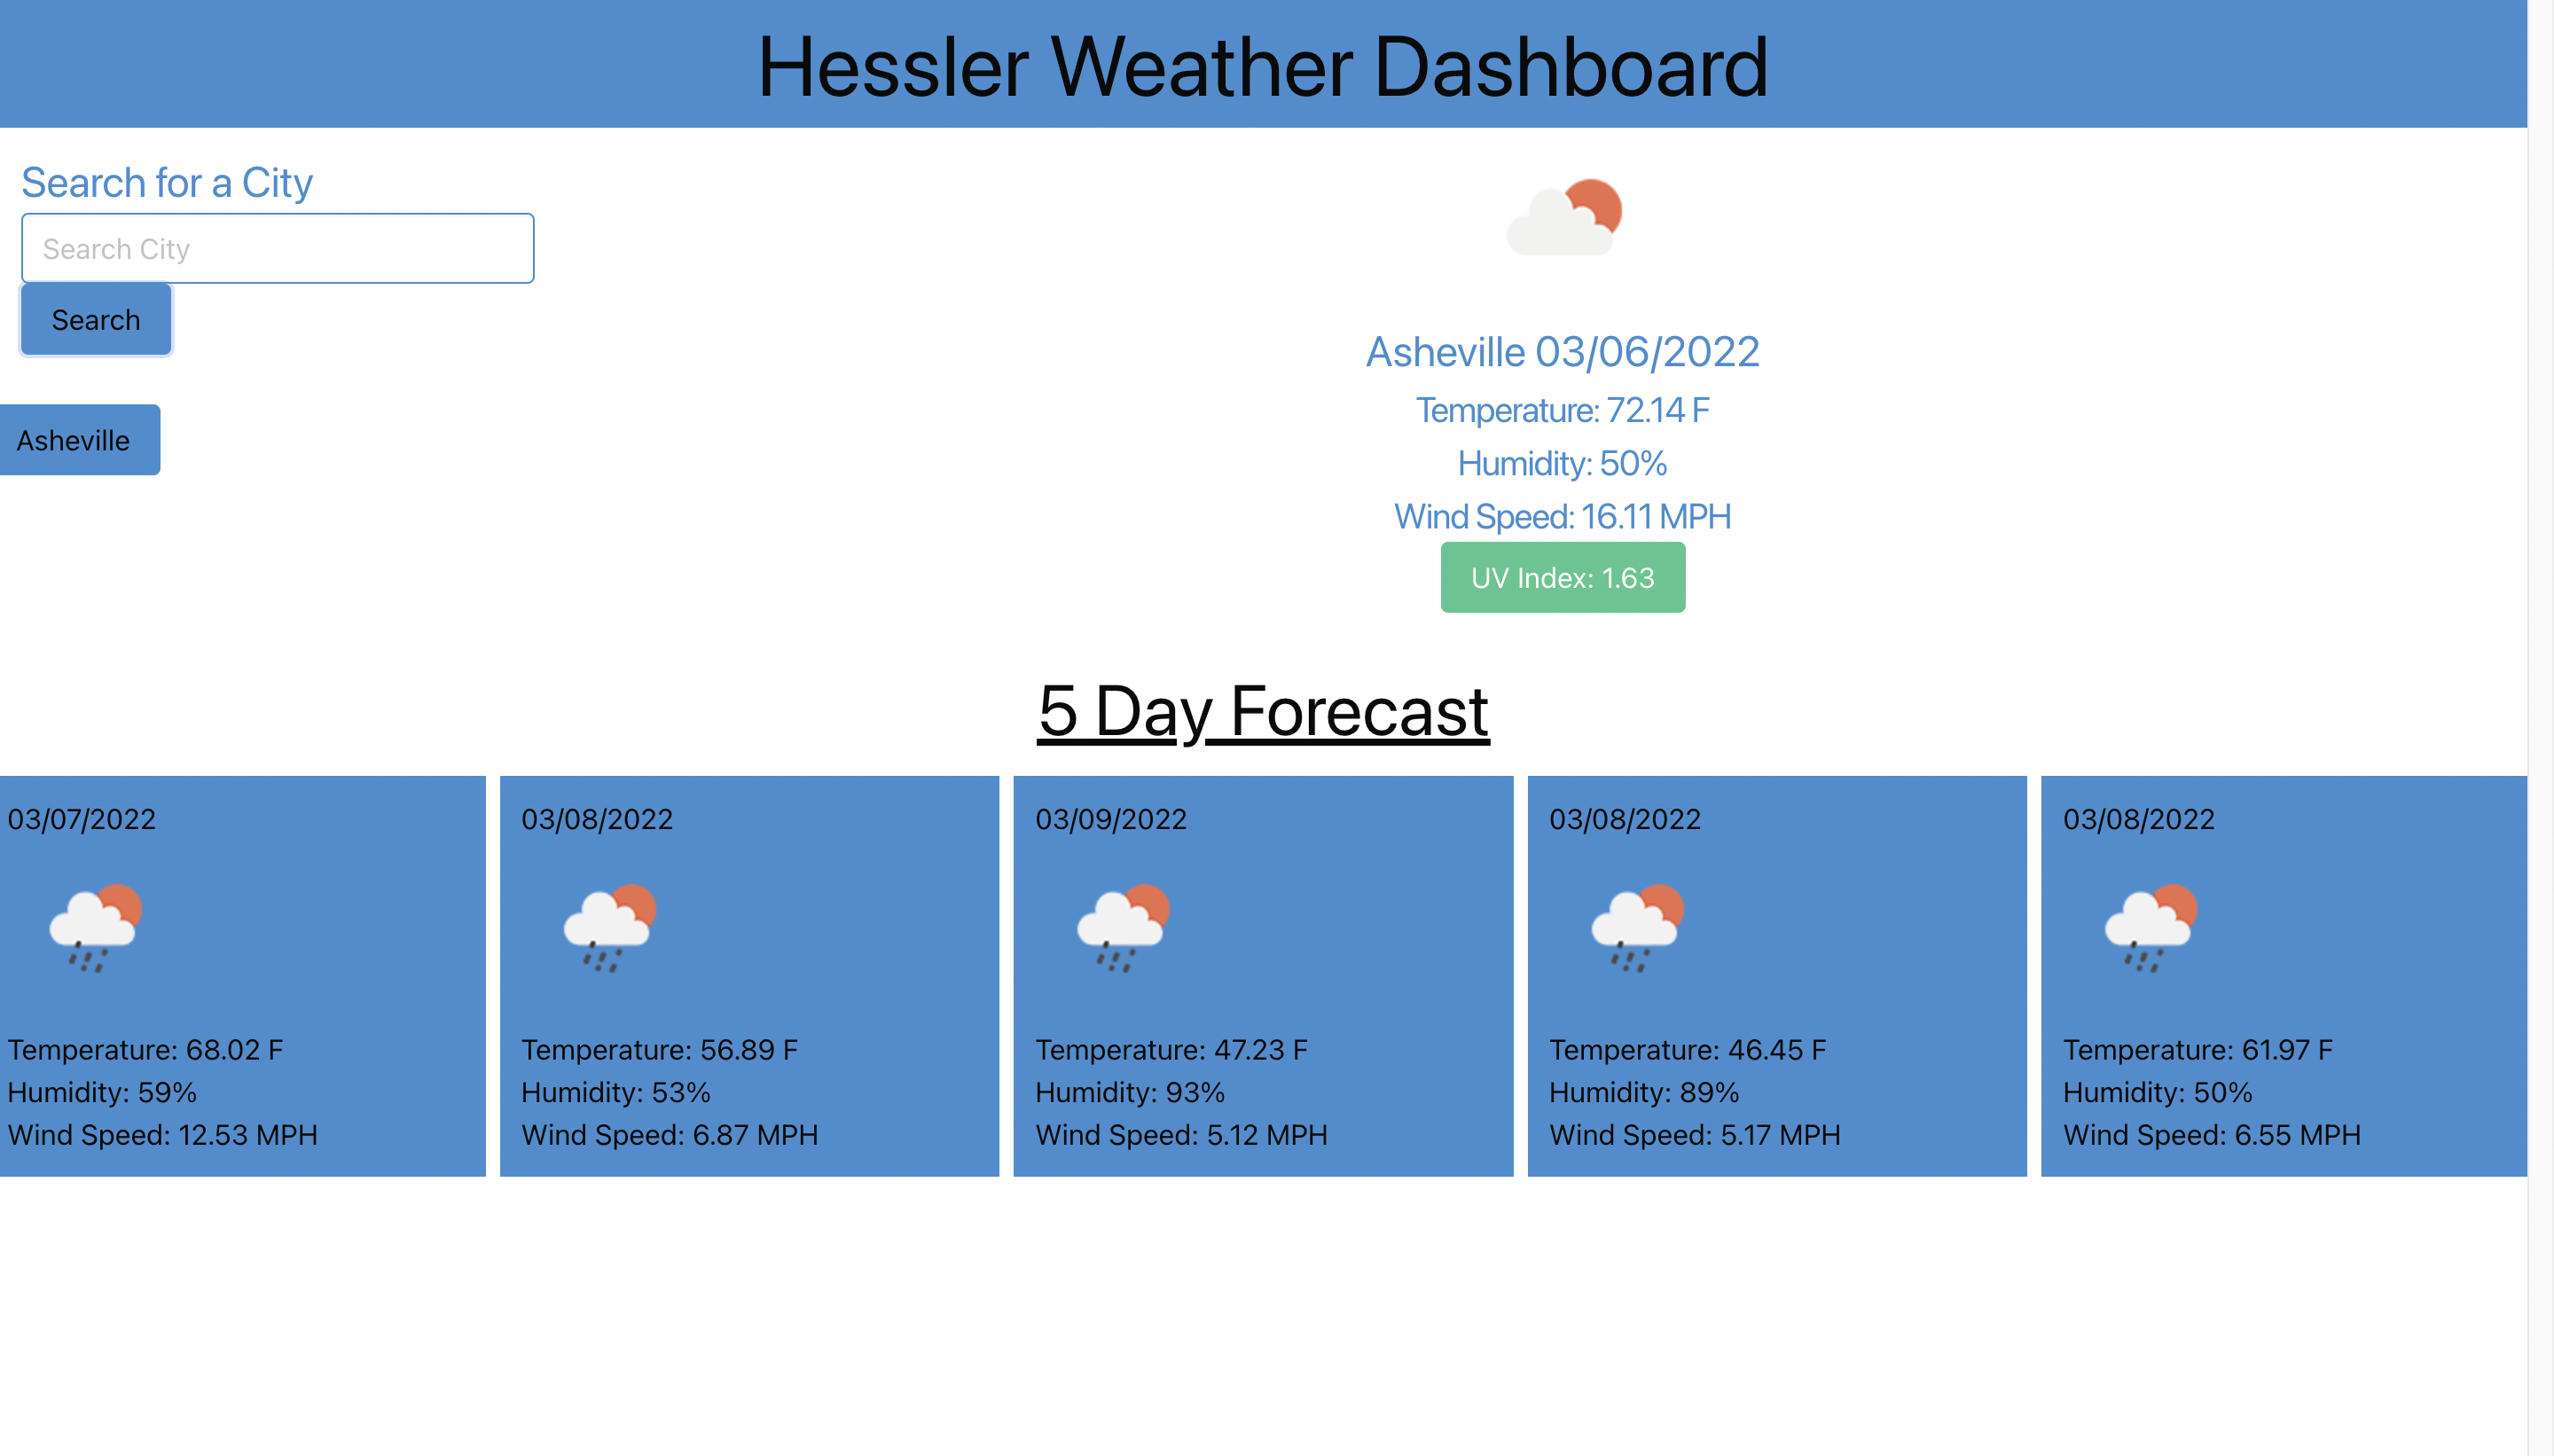 Hessler Weather Dashboard
Search for a City
Search City
Search
Asheville
Asheville 03/06/2022
Temperature: 72.14 F
Humidity: 50%
Wind Speed: 16.11 MPH
UV Index: 1.63
5 Day Forecast
03/07/2022
Temperature: 68.02 F
Humidity: 59%
Wind Speed: 12.53 MPH
03/08/2022
Temperature: 56.89 F
Humidity: 53%
Wind Speed: 6.87 MPH
03/09/2022
Temperature: 47.23 F
Humidity: 93%
Wind Speed: 5.12 MPH
03/08/2022
Temperature: 46.45 F
Humidity: 89%
Wind Speed: 5.17 MPH
03/08/2022
Temperature: 61.97 F
Humidity: 50%
Wind Speed: 6.55 MPH